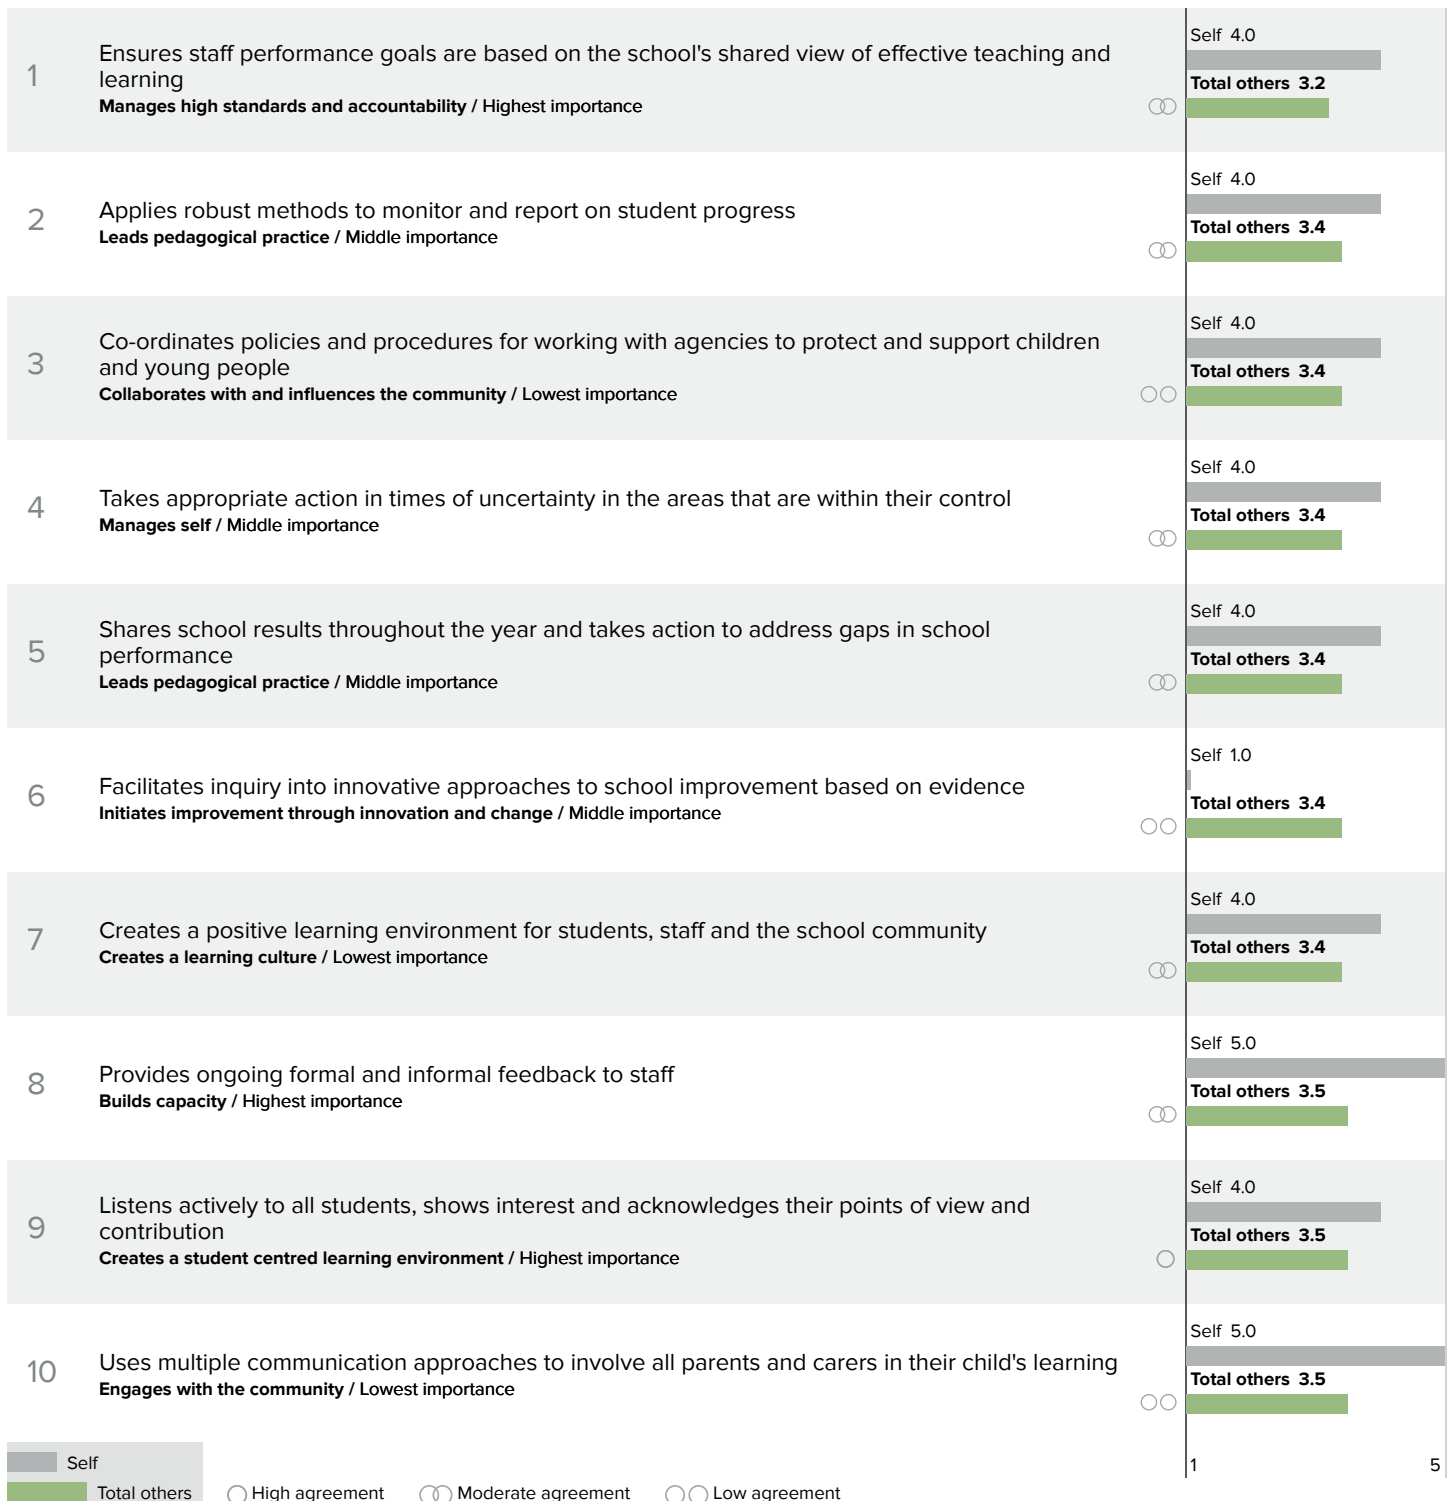 1
Ensures staff performance goals are based on the school's shared view of effective teaching and
learning
Manages high standards and accountability / Highest importance
Self 4.0
Total others 3.2
2
Applies robust methods to monitor and report on student progress
Leads pedagogical practice / Middle importance
Self 4.0
Total others 3.4
3
Co-ordinates policies and procedures for working with agencies to protect and support children
and young people
Collaborates with and influences the community / Lowest importance
Self 4.0
Total others 3.4
4
Takes appropriate action in times of uncertainty in the areas that are within their control
Manages self / Middle importance
Self 4.0
Total others 3.4
5
Shares school results throughout the year and takes action to address gaps in school
performance
Leads pedagogical practice / Middle importance
Self 4.0
Total others 3.4
6
Facilitates inquiry into innovative approaches to school improvement based on evidence
Initiates improvement through innovation and change / Middle importance
Self 1.0
Total others 3.4
7
Creates a positive learning environment for students, staff and the school community
Creates a learning culture / Lowest importance
Self 4.0
Total others 3.4
8
Provides ongoing formal and informal feedback to staff
Builds capacity / Highest importance
Self 5.0
Total others 3.5
9
Listens actively to all students, shows interest and acknowledges their points of view and
contribution
Creates a student centred learning environment / Highest importance
Self 4.0
Total others 3.5
10
Uses multiple communication approaches to involve all parents and carers in their child's learning
Engages with the community / Lowest importance
Self 5.0
Total others 3.5
1 5
Self
Total others High agreement Moderate agreement Low agreement